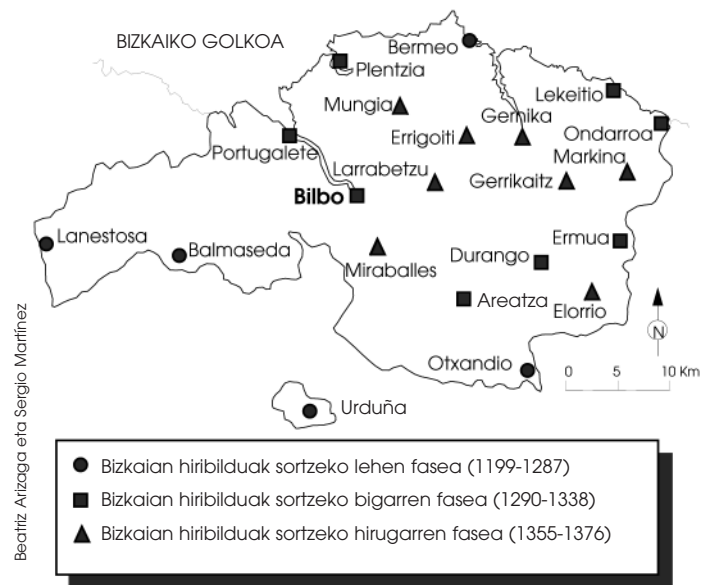 BIZKAIKO GOLKOA
Bermeo
Plentzia
Lekeitio
Mungia
Gernika
Errigoiti
Ondarroa
Portugalete
Markina
Larrabetzu
Gerrikaitz
Bilbo
Lanestosa
Balmaseda
Ermua
Durango
Miraballes
Areatza
Elorrio
N
Otxandio
0 5 10 Km
Urduña
Beatriz Arizaga eta Sergio Martínez
Bizkaian hiribilduak sortzeko lehen fasea (1199-1287)
Bizkaian hiribilduak sortzeko bigarren fasea (1290-1338)
Bizkaian hiribilduak sortzeko hirugarren fasea (1355-1376)